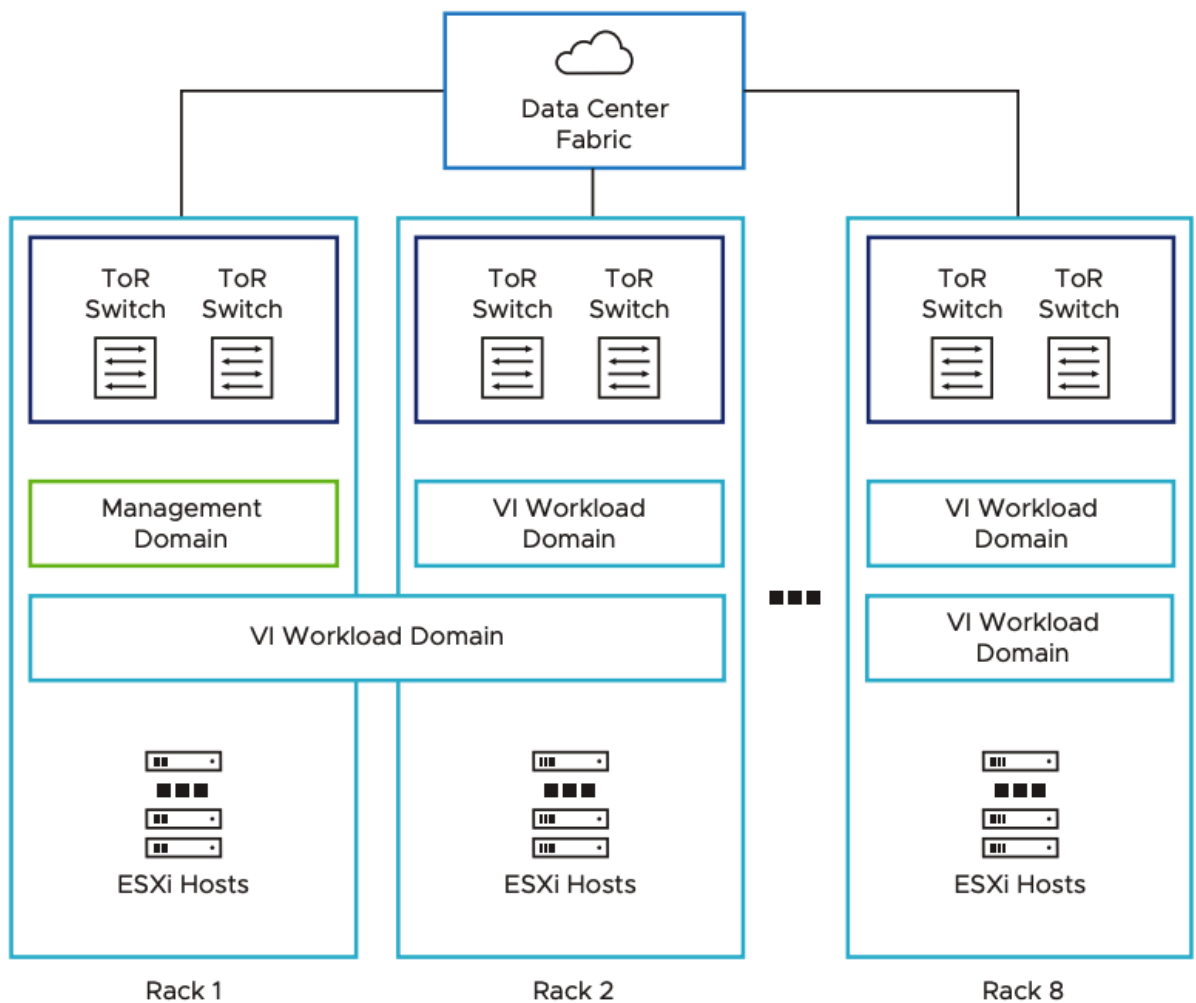 Data Center
Fabric
ToR
Switch
ToR
Switch
ToR
Switch
ToR
Switch
ToR
Switch
ToR
Switch
Management
Domain
VI Workload
Domain
VI Workload
Domain
VI Workload Domain
VI Workload
Domain
ESXi Hosts
ESXi Hosts
ESXi Hosts
Rack 1
Rack 2
Rack 8